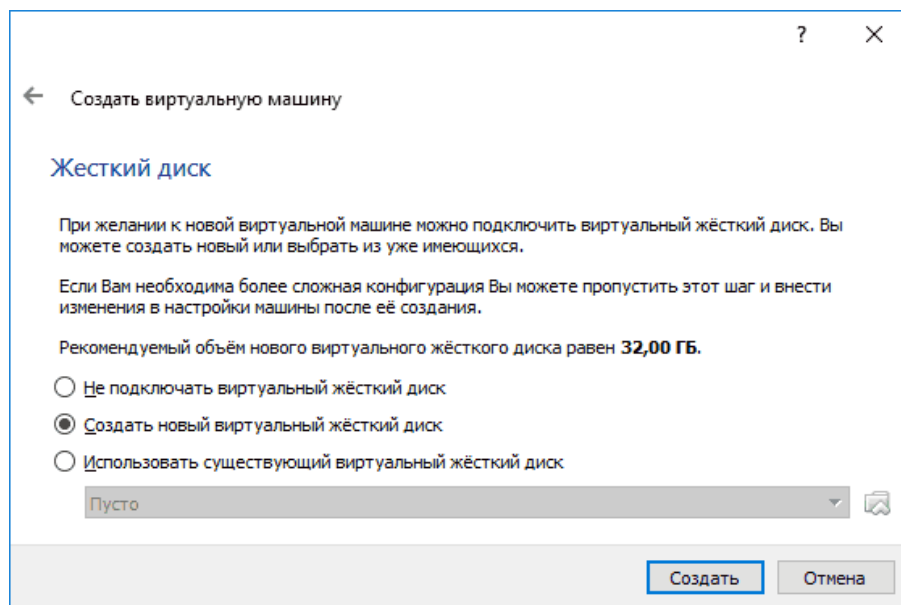 ?
Создать виртуальную машину
Жесткий диск
При желании к новой виртуальной машине можно подключить виртуальный жёсткий диск. Вы
можете создать новый или выбрать из уже имеющихся.
Если Вам необходима более сложная конфигурация Вы можете пропустить этот шаг и внести
изменения в настройки машины после её создания.
Рекомендуемый объём нового виртуального жёсткого диска равен 32,00 ГБ.
Не подключать виртуальный жёсткий диск
Создать новый виртуальный жёсткий диск
Использовать существующий виртуальный жёсткий диск
Пусто
Создать Отмена